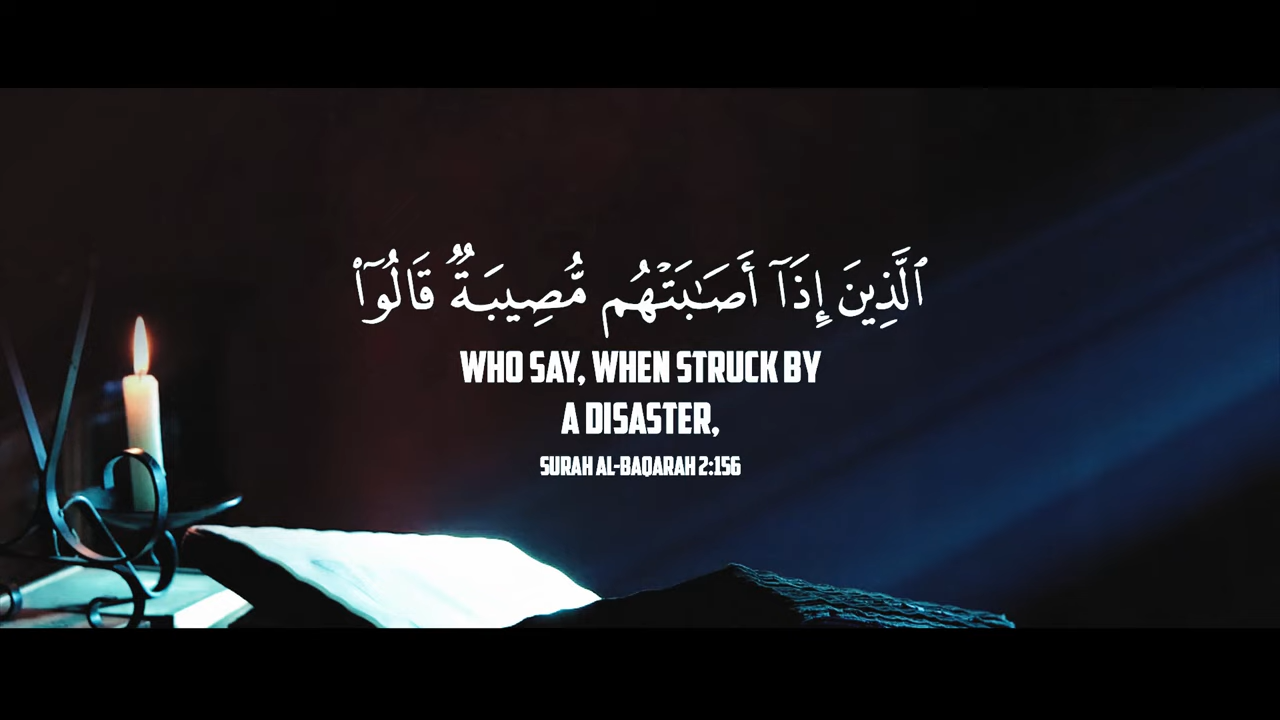 ٱلَّذِينَ إِذَآ أَصَـٰبَتْهُم مُّصِيبَةٌ قَالُوٓا۟
WHO SAY, WHEN STRUCK BY
A DISASTER,
SURAH AL-BAQARAH 2:156